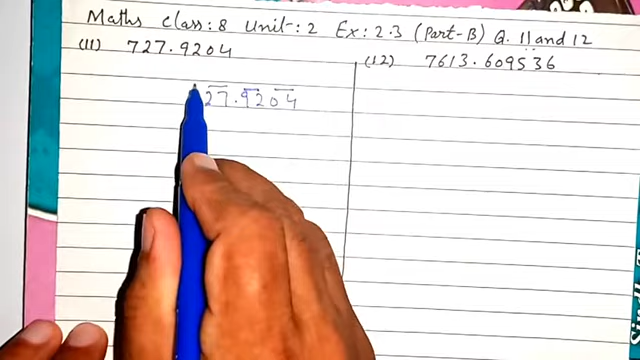 Maths Class: 8 Unit: 2 Ex: 2.3 (Part-B) Q. 11 and 12
(11) 727.9204
(12) 7613.609536
27.9204